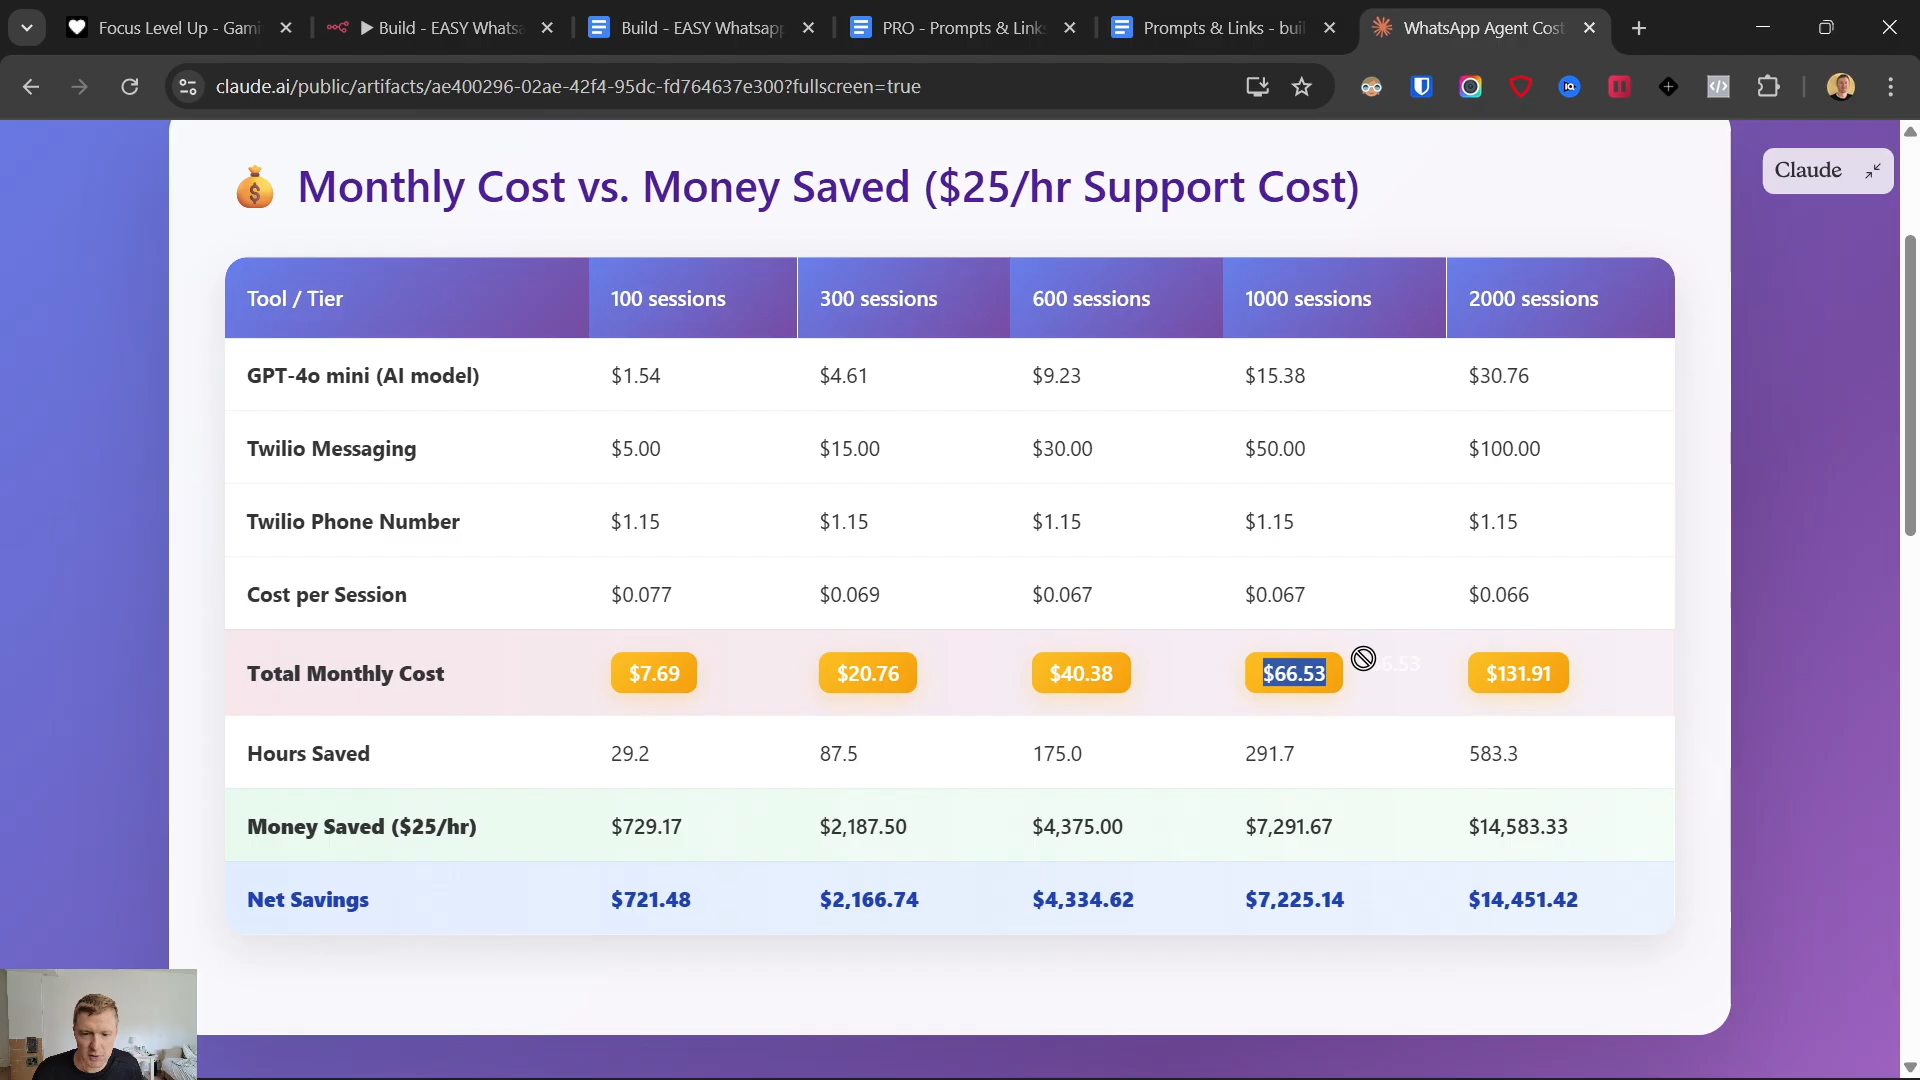 Focus Level Up - Gami
Build - EASY Whatsa
Build - EASY Whatsapp
PRO - Prompts & Links
Prompts & Links - buil
WhatsApp Agent Cost
claude.ai/public/artifacts/ae400296-02ae-42f4-95dc-fd764637e300?fullscreen=true
Claude
💰 Monthly Cost vs. Money Saved ($25/hr Support Cost)
Tool / Tier 100 sessions 300 sessions 600 sessions 1000 sessions 2000 sessions
GPT-4o mini (AI model) $1.54 $4.61 $9.23 $15.38 $30.76
Twilio Messaging $5.00 $15.00 $30.00 $50.00 $100.00
Twilio Phone Number $1.15 $1.15 $1.15 $1.15 $1.15
Cost per Session $0.077 $0.069 $0.067 $0.067 $0.066
Total Monthly Cost $7.69 $20.76 $40.38 $66.53 $131.91
Hours Saved 29.2 87.5 175.0 291.7 583.3
Money Saved ($25/hr) $729.17 $2,187.50 $4,375.00 $7,291.67 $14,583.33
Net Savings $721.48 $2,166.74 $4,334.62 $7,225.14 $14,451.42